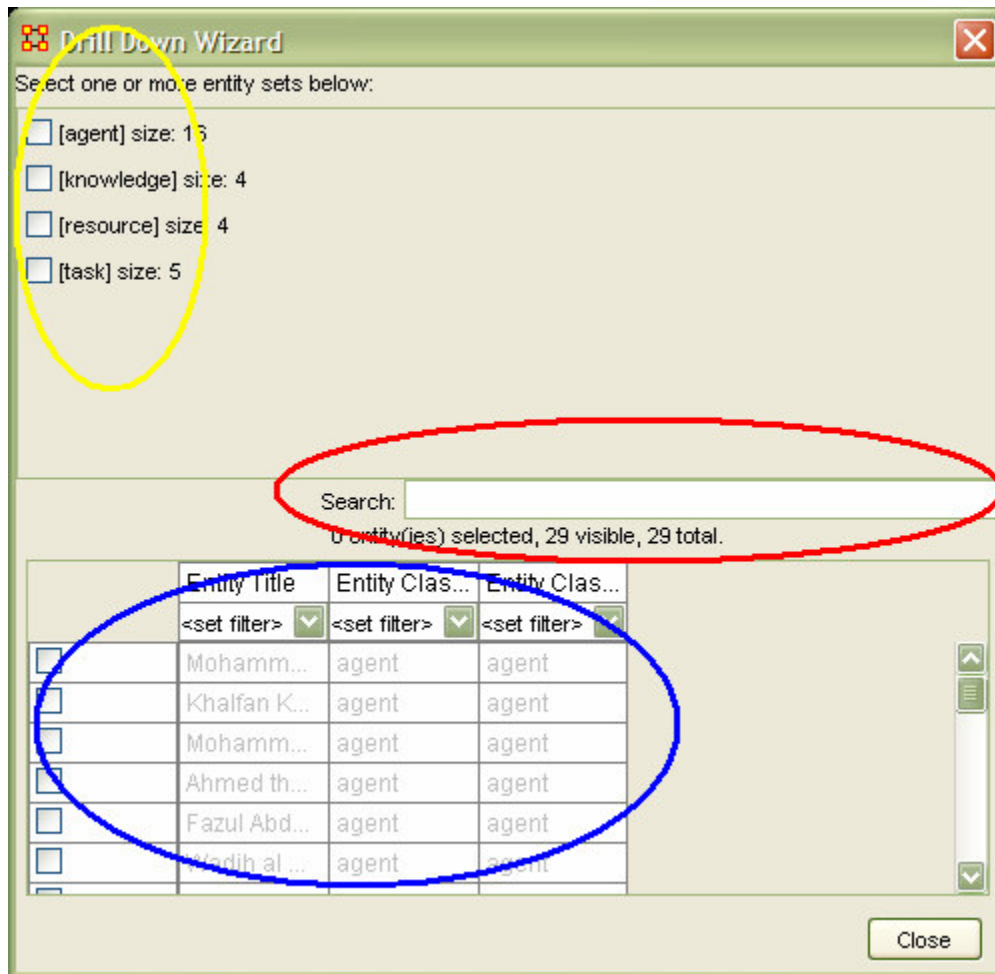 Drill Down Wizard
Select one or more entity sets below:
[agent] size: 16
[knowledge] size: 4
[resource] size: 4
[task] size: 5
Search:
0 entity(ies) selected, 29 visible, 29 total.
Entity Title Entity Clas... Entity Clas...
<set filter> <set filter> <set filter>
Mohamm... agent agent
Khalfan K... agent agent
Mohamm... agent agent
Ahmed th... agent agent
Fazul Abd... agent agent
Wadih al ... agent agent
Close